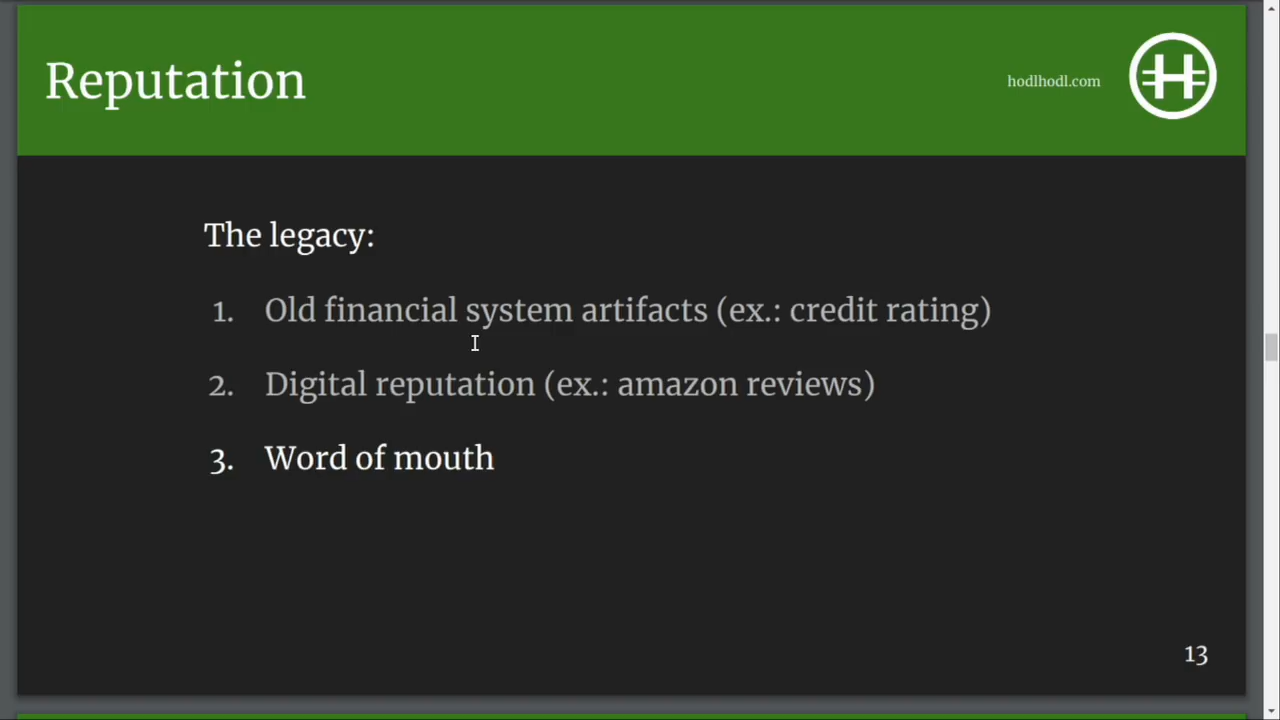 Reputation
hodlhodl.com
The legacy:
1. Old financial system artifacts (ex.: credit rating)
2. Digital reputation (ex.: amazon reviews)
3. Word of mouth
13